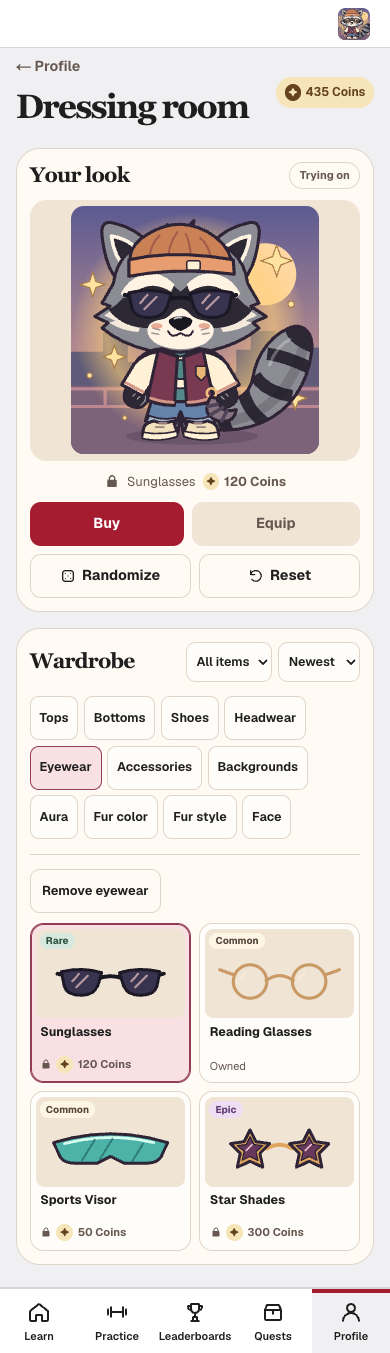 ← Profile
Dressing room
435 Coins
Your look
Trying on
Sunglasses 120 Coins
Buy
Equip
Randomize
Reset
Wardrobe
All items
Newest
Tops
Bottoms
Shoes
Headwear
Eyewear
Accessories
Backgrounds
Aura
Fur color
Fur style
Face
Remove eyewear
Rare
Sunglasses
120 Coins
Common
Reading Glasses
Owned
Common
Sports Visor
50 Coins
Epic
Star Shades
300 Coins
Learn
Practice
Leaderboards
Quests
Profile